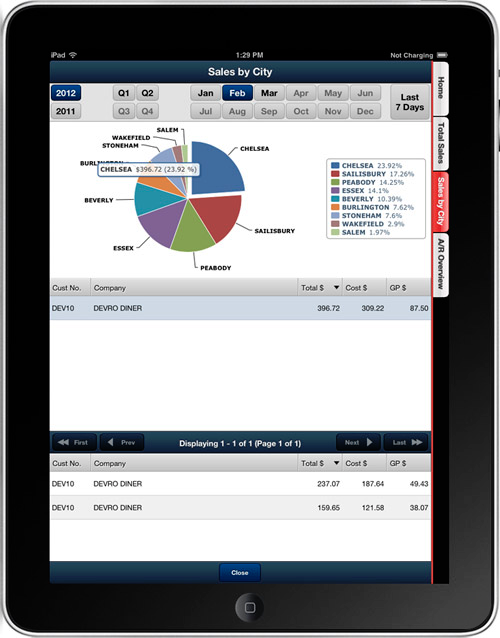 iPad 1:29 PM Not Charging
Sales by City
2012 Q1 Q2 Jan Feb Mar Apr May Jun Last
2011 Q3 Q4 Jul Aug Sep Oct Nov Dec 7 Days
Home
Total Sales
Sales by City
A/R Overview
SALEM
WAKEFIELD
STONEHAM
CHELSEA
CHELSEA $396.72 (23.92 %)
BEVERLY
ESSEX
PEABODY
SAILISBURY
CHELSEA 23.92%
SAILISBURY 17.26%
PEABODY 14.25%
ESSEX 14.1%
BEVERLY 10.39%
BURLINGTON 7.62%
STONEHAM 7.6%
WAKEFIELD 2.9%
SALEM 1.97%
Cust No. Company Total $ Cost $ GP $
DEV10 DEVRO DINER 396.72 309.22 87.50
First Prev Displaying 1 - 1 of 1 (Page 1 of 1) Next Last
Cust No. Company Total $ Cost $ GP $
DEV10 DEVRO DINER 237.07 187.64 49.43
DEV10 DEVRO DINER 159.65 121.58 38.07
Close